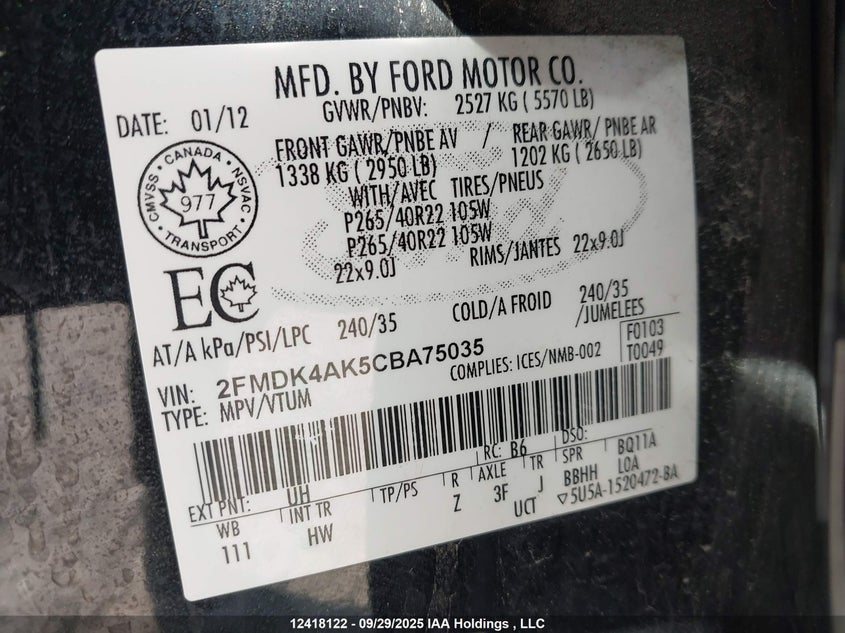 MFD. BY FORD MOTOR CO.
DATE: 01/12 GVWR/PNBV: 2527 KG ( 5570 LB)
FRONT GAWR/PNBE AV / REAR GAWR/ PNBE AR
1338 KG ( 2950 LB) 1202 KG ( 2650 LB)
WITH/AVEC TIRES/PNEUS
P265/40R22 105W
P265/40R22 105W
22x9.0J RIMS/JANTES 22x9.0J
CANADA
CMVSS NSVAC
977
TRANSPORT
EC
AT/A kPa/PSI/LPC 240/35 COLD/A FROID 240/35
/JUMELEES
VIN: 2FMDK4AK5CBA75035
COMPLIES: ICES/NMB-002
F0103
T0049
TYPE: MPV/VTUM
EXT PNT: UH RC: B6 DSO:
WB INT TR TP/PS R AXLE TR SPR BQ11A
111 HW Z 3F J BBHH LOA
UCT ▽5U5A-1520472-BA
12418122 - 09/29/2025 IAA Holdings , LLC